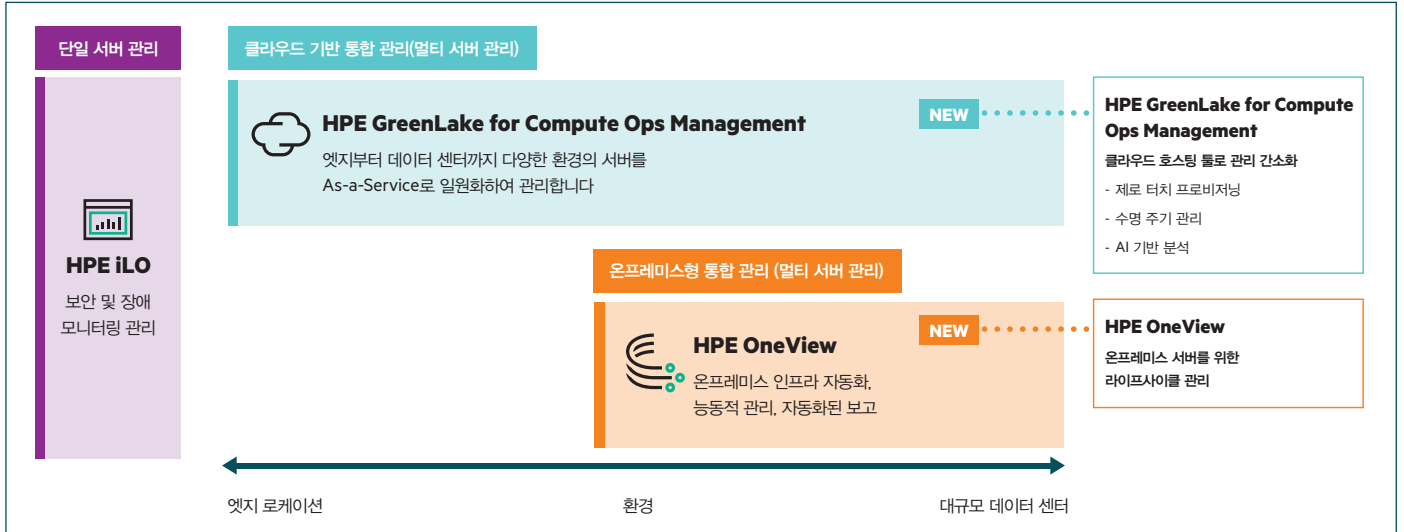 단일 서버 관리
HPE iLO
보안 및 장애
모니터링 관리
클라우드 기반 통합 관리(멀티 서버 관리)
HPE GreenLake for Compute Ops Management
엣지부터 데이터 센터까지 다양한 환경의 서버를
As-a-Service로 일원화하여 관리합니다
NEW
HPE GreenLake for Compute
Ops Management
클라우드 호스팅 툴로 관리 간소화
- 제로 터치 프로비저닝
- 수명 주기 관리
- AI 기반 분석
온프레미스형 통합 관리 (멀티 서버 관리)
HPE OneView
온프레미스 인프라 자동화,
능동적 관리, 자동화된 보고
NEW
HPE OneView
온프레미스 서버를 위한
라이프사이클 관리
엣지 로케이션
환경
대규모 데이터 센터